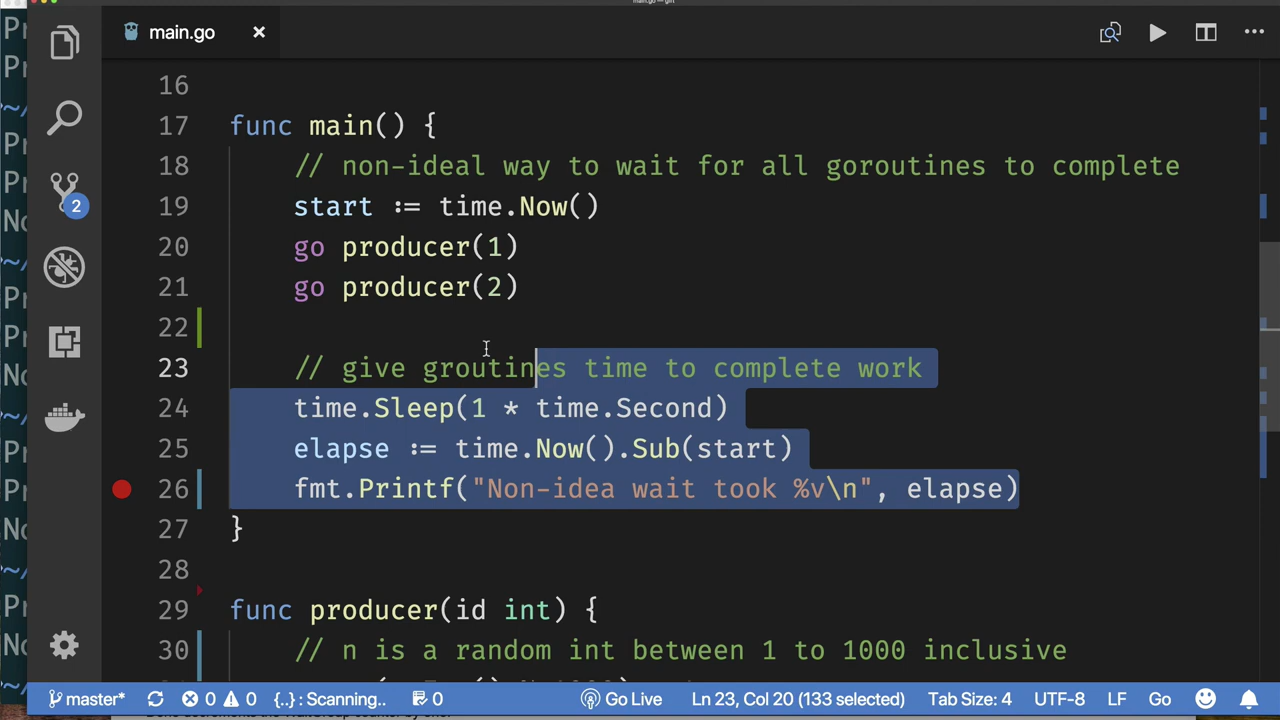 main.go
16
17 func main() {
18 // non-ideal way to wait for all goroutines to complete
19 start := time.Now()
20 go producer(1)
21 go producer(2)
22
23 // give groutines time to complete work
24 time.Sleep(1 * time.Second)
25 elapse := time.Now().Sub(start)
26 fmt.Printf("Non-idea wait took %v\n", elapse)
27 }
28
29 func producer(id int) {
30 // n is a random int between 1 to 1000 inclusive
2
master* 0 0 {..} : Scanning.. Go Live Ln 23, Col 20 (133 selected) Tab Size: 4 UTF-8 LF Go